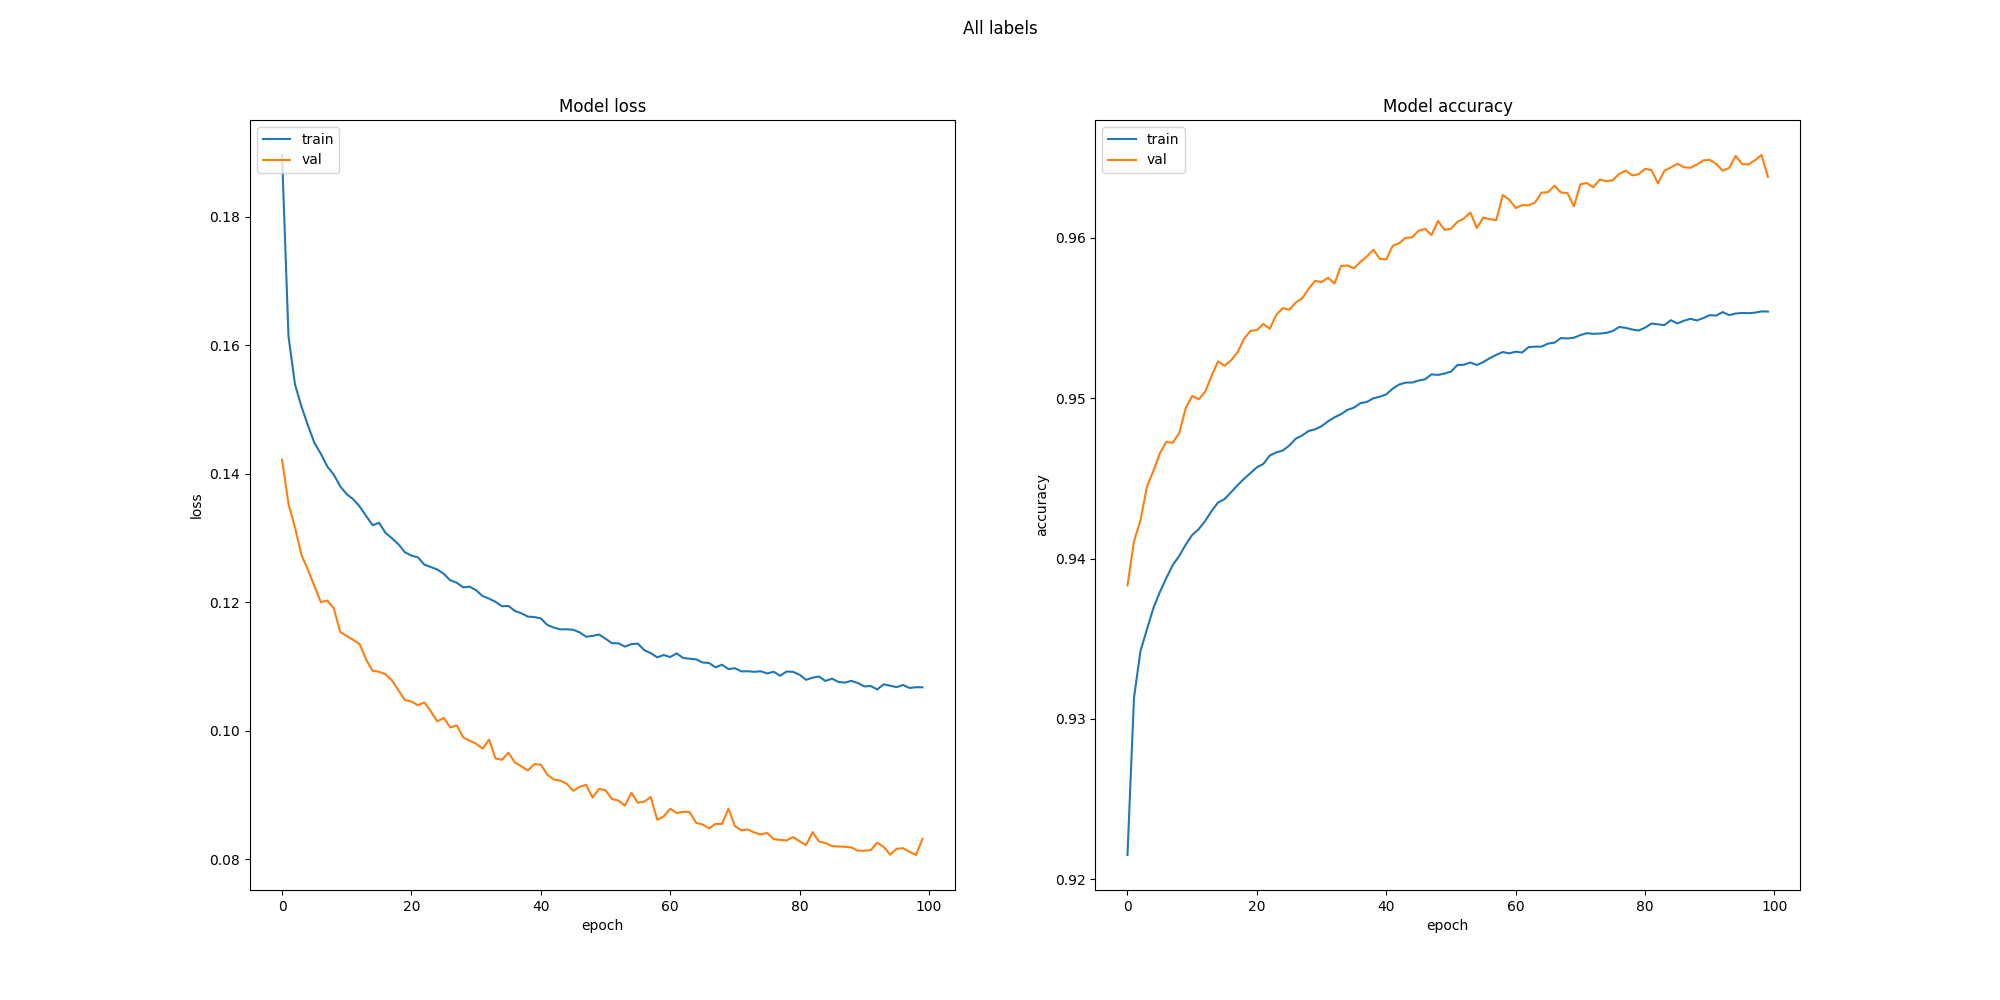 All labels
Model loss
train
val
0.18
0.16
0.14
0.12
0.10
0.08
loss
0 20 40 60 80 100
epoch
Model accuracy
train
val
0.96
0.95
0.94
0.93
0.92
accuracy
0 20 40 60 80 100
epoch